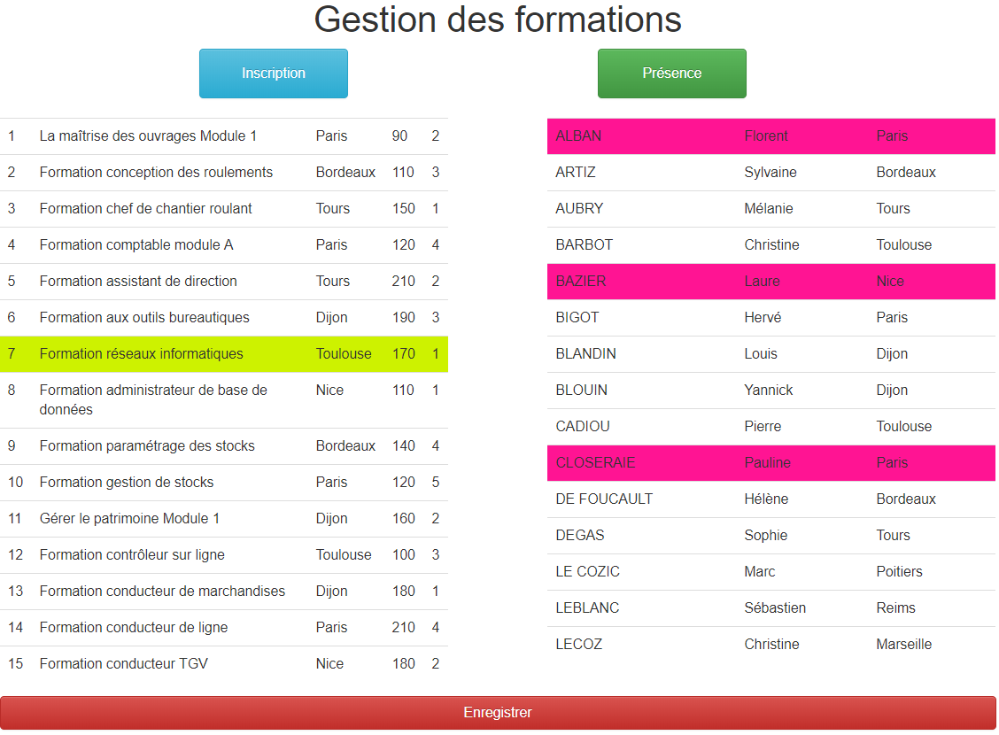 Gestion des formations
Inscription
Présence
1 La maîtrise des ouvrages Module 1 Paris 90 2
2 Formation conception des roulements Bordeaux 110 3
3 Formation chef de chantier roulant Tours 150 1
4 Formation comptable module A Paris 120 4
5 Formation assistant de direction Tours 210 2
6 Formation aux outils bureautiques Dijon 190 3
7 Formation réseaux informatiques Toulouse 170 1
8 Formation administrateur de base de Nice 110 1
données
9 Formation paramétrage des stocks Bordeaux 140 4
10 Formation gestion de stocks Paris 120 5
11 Gérer le patrimoine Module 1 Dijon 160 2
12 Formation contrôleur sur ligne Toulouse 100 3
13 Formation conducteur de marchandises Dijon 180 1
14 Formation conducteur de ligne Paris 210 4
15 Formation conducteur TGV Nice 180 2
ALBAN Florent Paris
ARTIZ Sylvaine Bordeaux
AUBRY Mélanie Tours
BARBOT Christine Toulouse
BAZIER Laure Nice
BIGOT Hervé Paris
BLANDIN Louis Dijon
BLOUIN Yannick Dijon
CADIOU Pierre Toulouse
CLOSERAIE Pauline Paris
DE FOUCAULT Hélène Bordeaux
DEGAS Sophie Tours
LE COZIC Marc Poitiers
LEBLANC Sébastien Reims
LECOZ Christine Marseille
Enregistrer